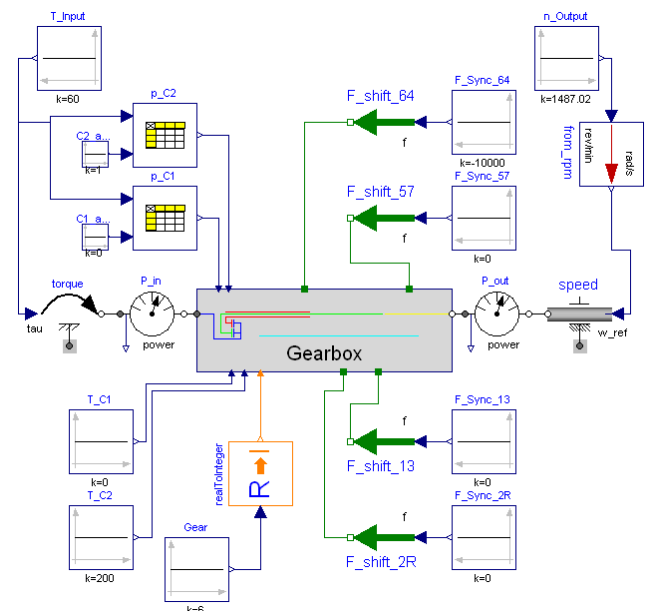 T_Input
k=60
n_Output
k=1487.02
p_C2
C2_a...
k=1
p_C1
C1_a...
k=0
F_shift_64
f
F_Sync_64
k=-10000
F_shift_57
f
F_Sync_57
k=0
rev/min
rad/s
from_rpm
torque
tau
P_in
power
Gearbox
P_out
power
speed
w_ref
T_C1
k=0
T_C2
k=200
realToInteger
R I
Gear
k=6
f
F_shift_13
F_Sync_13
k=0
f
F_shift_2R
F_Sync_2R
k=0